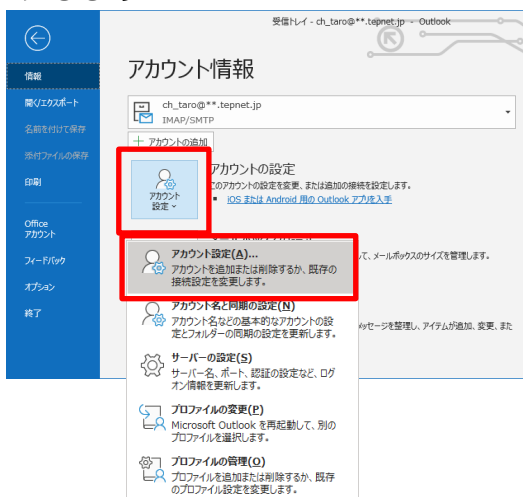 受信トレイ - ch_taro@**.tepnet.jp - Outlook
アカウント情報
情報
開く/エクスポート
名前を付けて保存
添付ファイルの保存
印刷
Office
アカウント
フィードバック
オプション
終了
ch_taro@**.tepnet.jp
IMAP/SMTP
アカウントの追加
アカウント
設定
アカウントの設定
このアカウントの設定を変更、または追加の接続を設定します。
iOS または Android 用の Outlook アプリを入手
て、メールボックスのサイズを管理します。
メッセージを整理し、アイテムが追加、変更、また
アカウント設定(A)...
アカウントを追加または削除するか、既存の
接続設定を変更します。
アカウント名と同期の設定(N)
アカウント名などの基本的なアカウントの設
定とフォルダーの同期の設定を更新します。
サーバーの設定(S)
サーバー名、ポート、認証の設定など、ログ
オン情報を更新します。
プロファイルの変更(P)
Microsoft Outlook を再起動して、別の
プロファイルを選択します。
プロファイルの管理(O)
プロファイルを追加または削除するか、既存
のプロファイル設定を変更します。